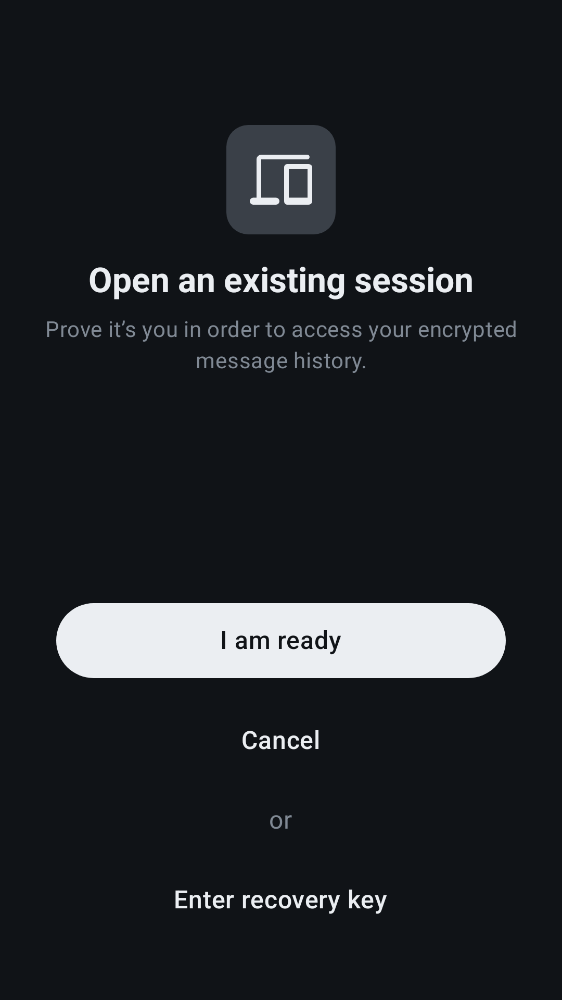 Open an existing session
Prove it’s you in order to access your encrypted
message history.
I am ready
Cancel
or
Enter recovery key